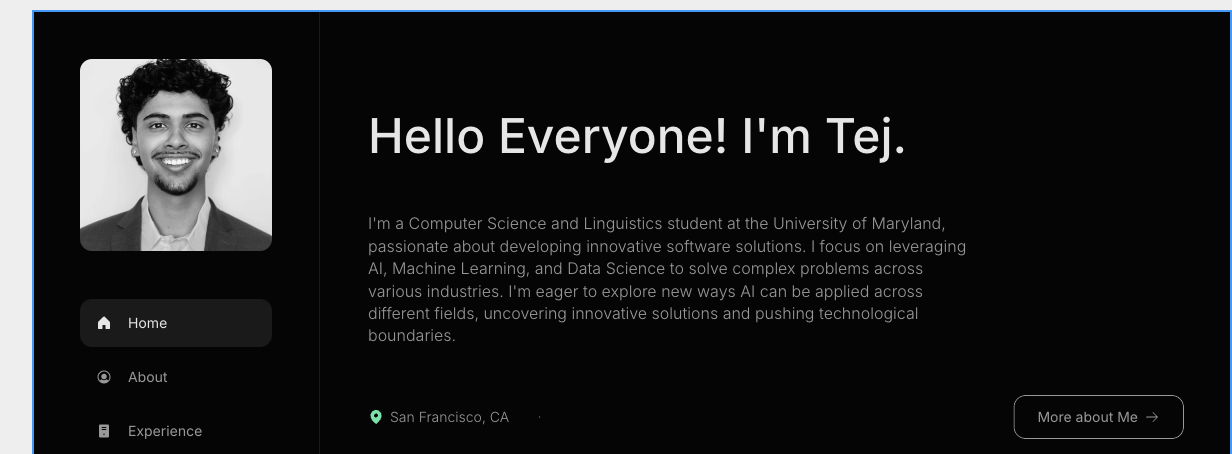 Hello Everyone! I'm Tej.
I'm a Computer Science and Linguistics student at the University of Maryland,
passionate about developing innovative software solutions. I focus on leveraging
AI, Machine Learning, and Data Science to solve complex problems across
various industries. I'm eager to explore new ways AI can be applied across
different fields, uncovering innovative solutions and pushing technological
boundaries.
Home
About
Experience
San Francisco, CA
More about Me →